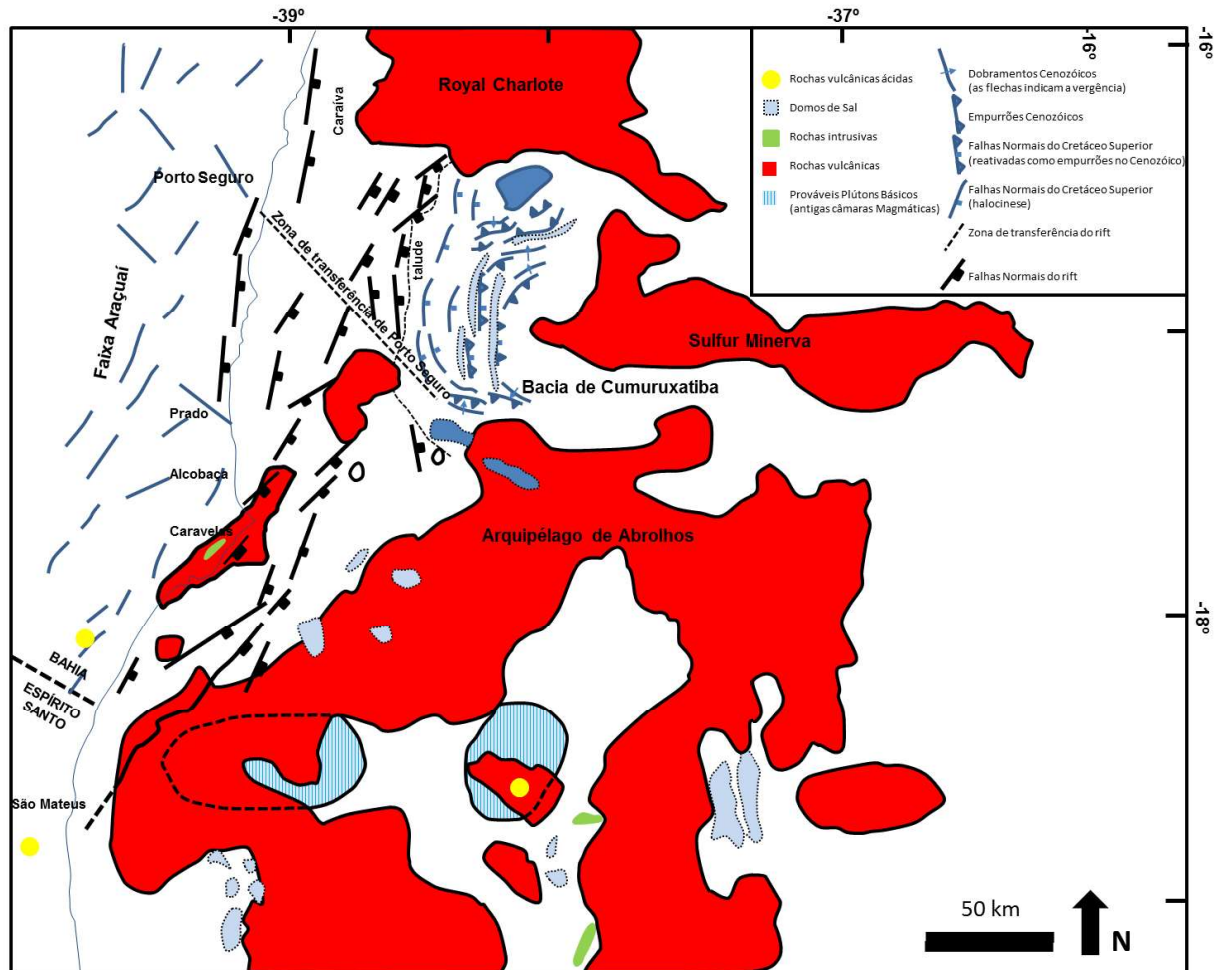 -39º
-37º
-19º
-19º
Royal Charlote
Caraíva
Rochas vulcânicas ácidas
Domos de Sal
Rochas intrusivas
Rochas vulcânicas
Prováveis Plútons Básicos
(antigas câmaras Magmáticas)
Dobramentos Cenozóicos
(as flechas indicam a vergência)
Empurrões Cenozóicos
Falhas Normais do Cretáceo Superior
(reativadas como empurrões no Cenozóico)
Falhas Normais do Cretáceo Superior
(halocinese)
Zona de transferência do rift
Falhas Normais do rift
Porto Seguro
Zona de transferência de Porto Seguro
talude
Faixa Araçuaí
Sulfur Minerva
Bacia de Cumuruxatiba
Prado
Alcobaça
Caravelas
Arquipélago de Abrolhos
-18º
BAHIA
ESPÍRITO
SANTO
São Mateus
50 km
N